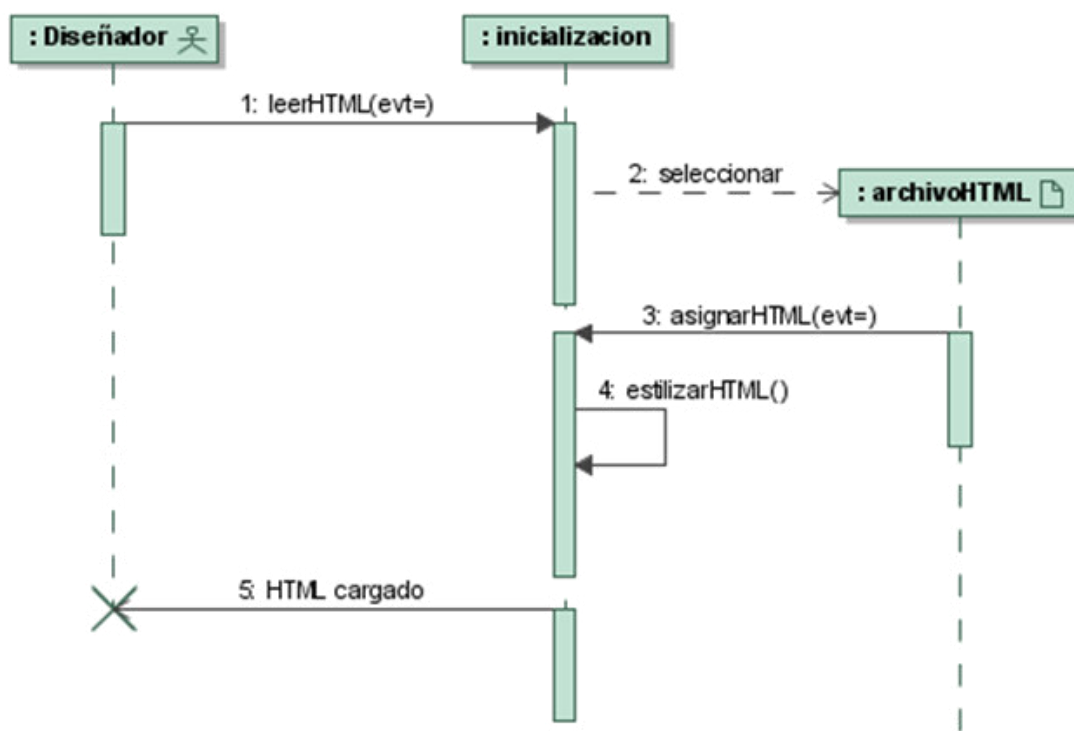 : Diseñador
: inicializacion
1: leerHTML(evt=)
2: seleccionar
: archivoHTML
3: asignarHTML(evt=)
4: estilizarHTML()
5: HTML cargado